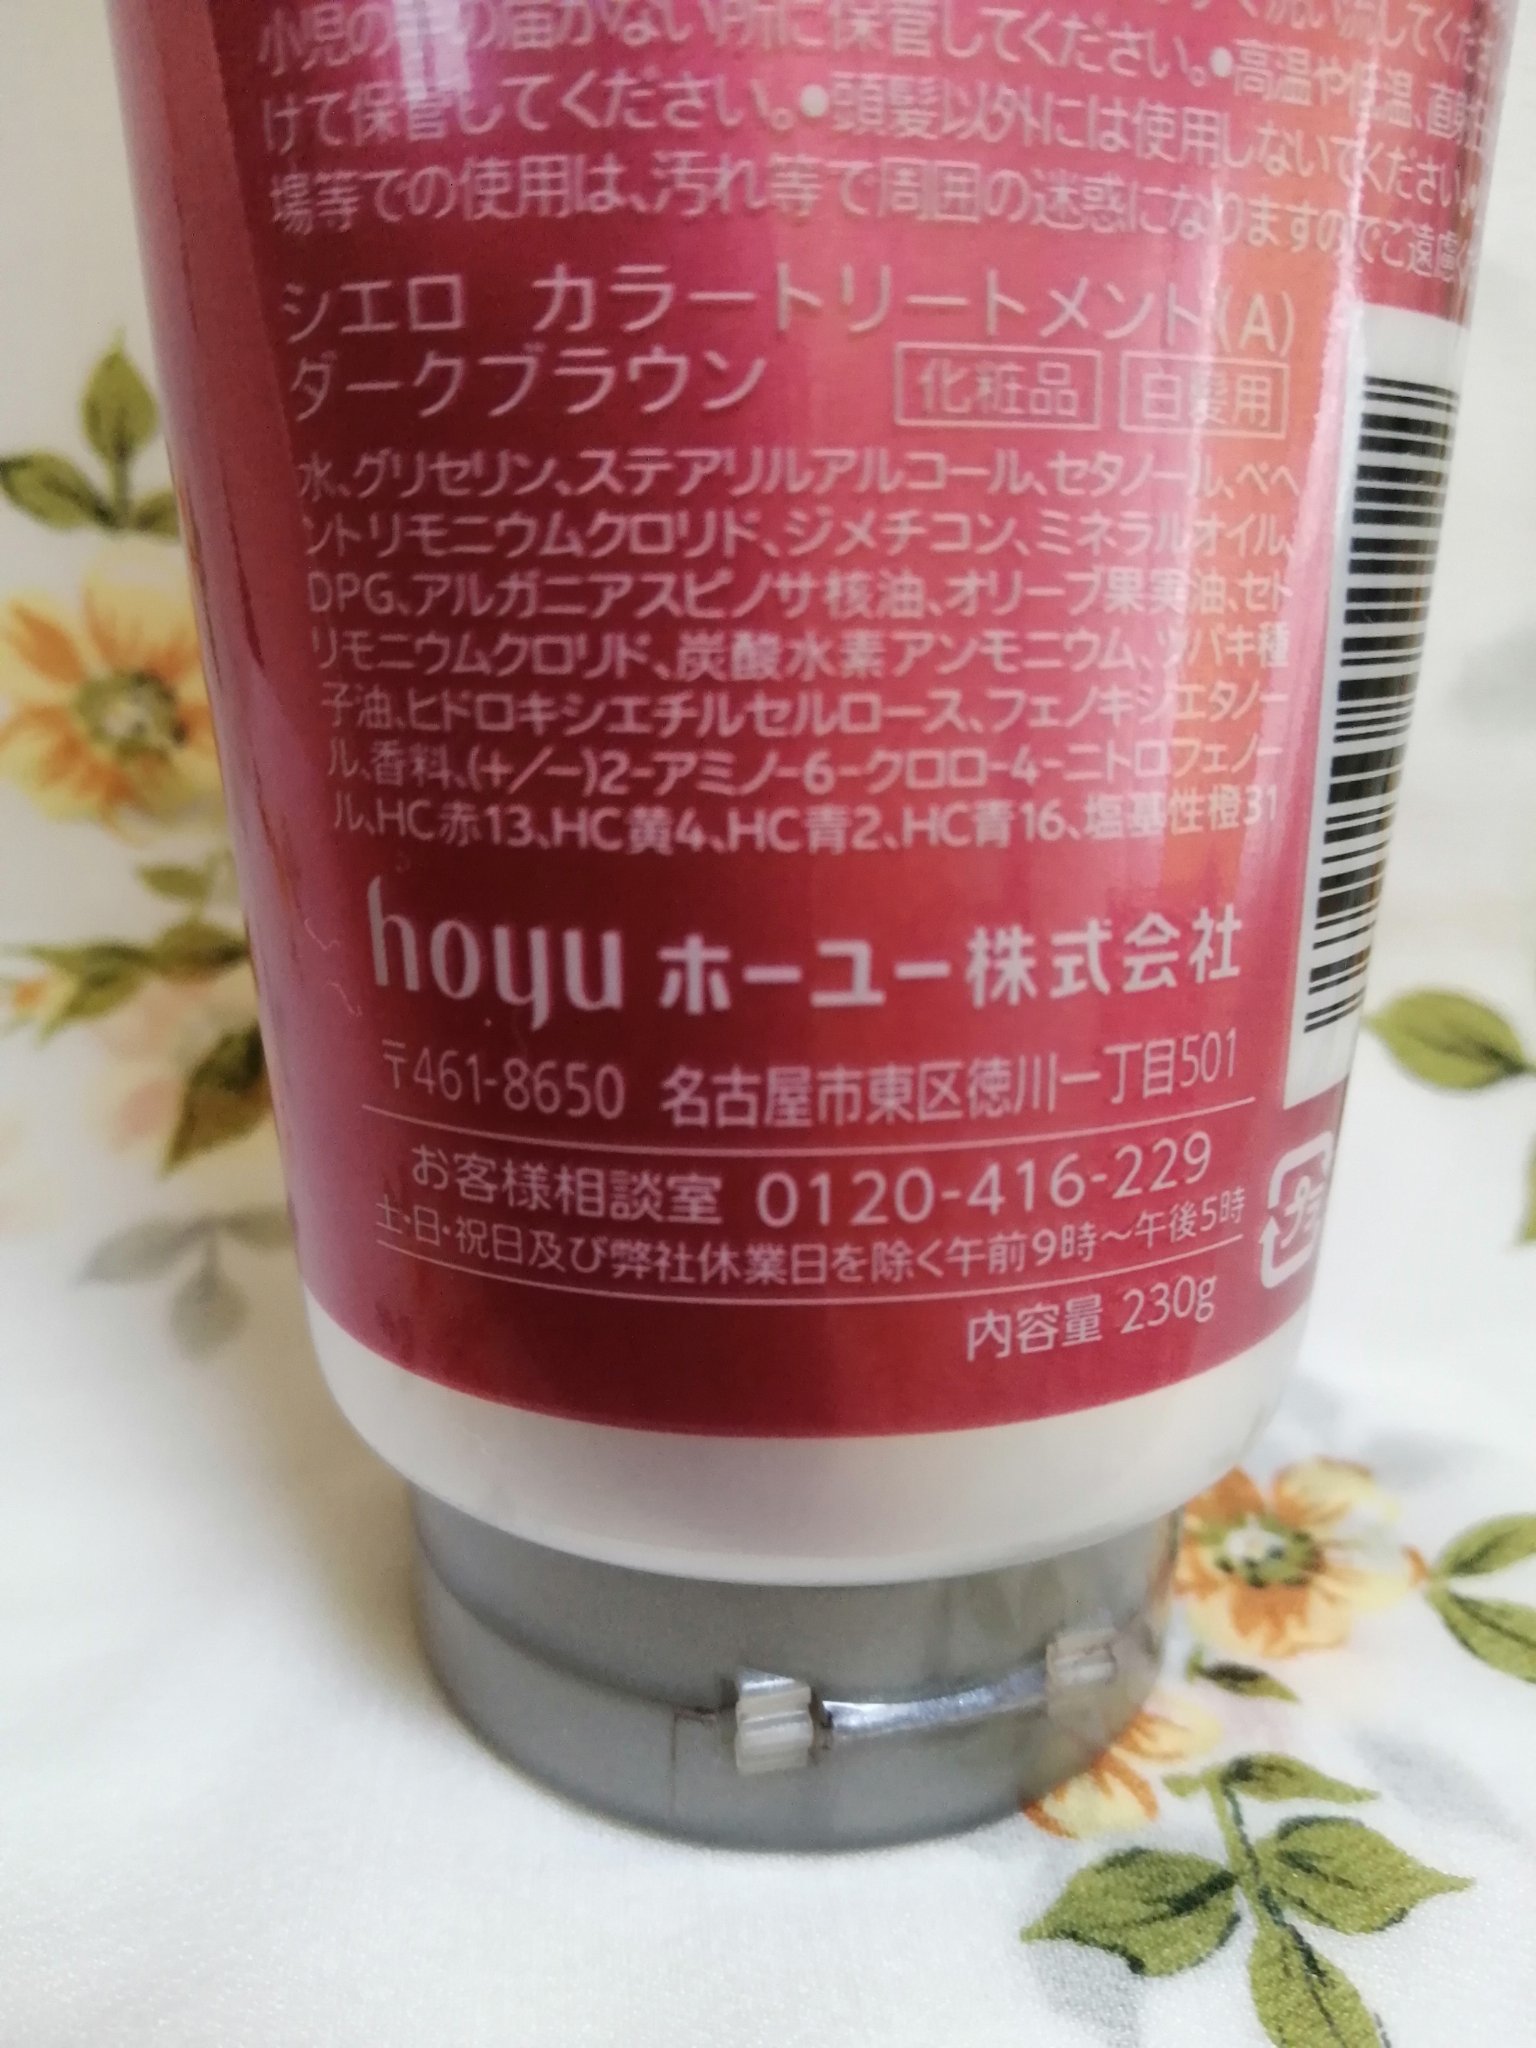 小児の手の届かない所に保管してください。●高温や低温、直射日
けて保管してください。●頭髪以外には使用しないでください。
場等での使用は、汚れ等で周囲の迷惑になりますのでご遠慮く
シエロ カラートリートメント(A)
ダークブラウン 化粧品 白髪用
水、グリセリン、ステアリルアルコール、セタノール、ベヘ
ントリモニウムクロリド、ジメチコン、ミネラルオイル、
DPG、アルガニアスピノサ核油、オリーブ果実油、セト
リモニウムクロリド、炭酸水素アンモニウム、ツバキ種
子油、ヒドロキシエチルセルロース、フェノキシエタノー
ル、香料、(+/−)2-アミノ-6-クロロ-4-ニトロフェノー
ル、HC赤13、HC黄4、HC青2、HC青16、塩基性橙31
hoyu ホーユー株式会社
〒461-8650 名古屋市東区徳川一丁目501
お客様相談室 0120-416-229
土・日・祝日及び弊社休業日を除く午前9時〜午後5時
内容量 230g
プラ